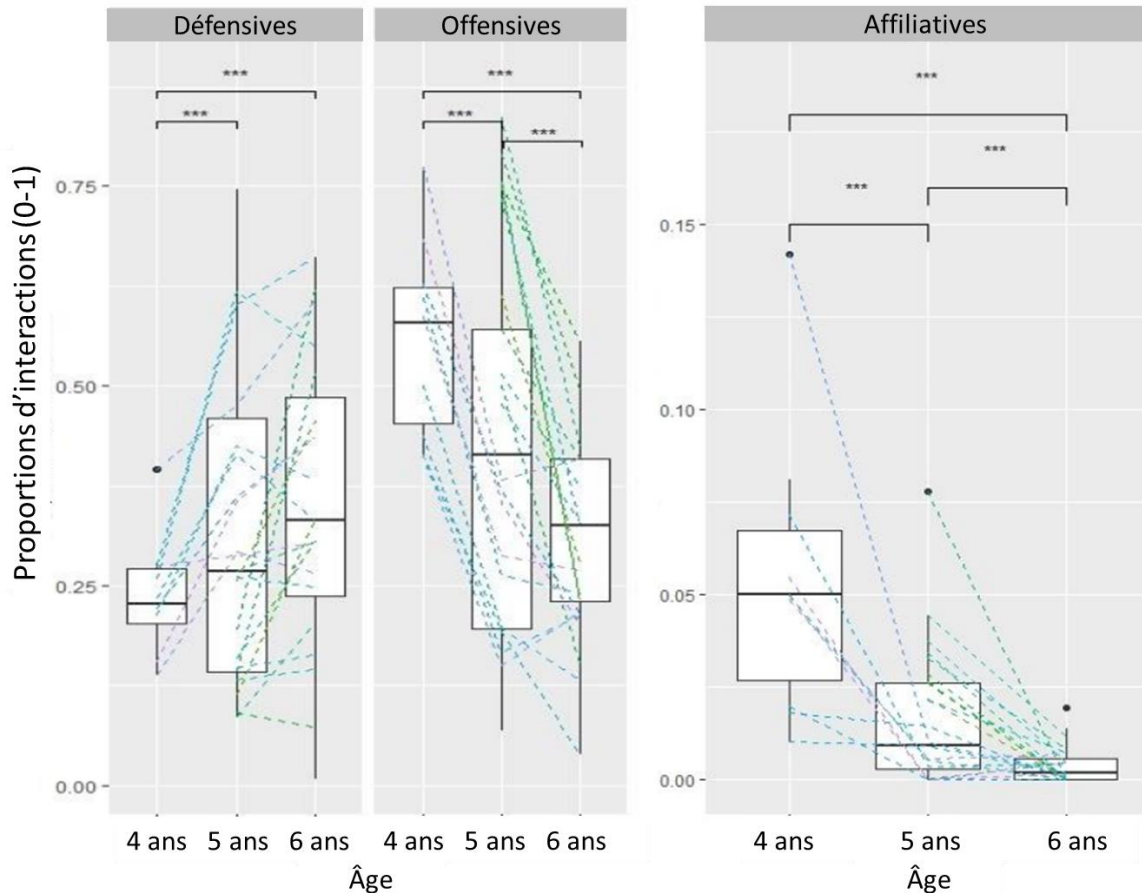 Défensives
Offensives
Affiliatives
Proportions d'interactions (0-1)
***
***
***
***
***
***
***
***
0.75
0.50
0.25
0.00
0.15
0.10
0.05
0.00
4 ans 5 ans 6 ans
4 ans 5 ans 6 ans
4 ans 5 ans 6 ans
Âge
Âge